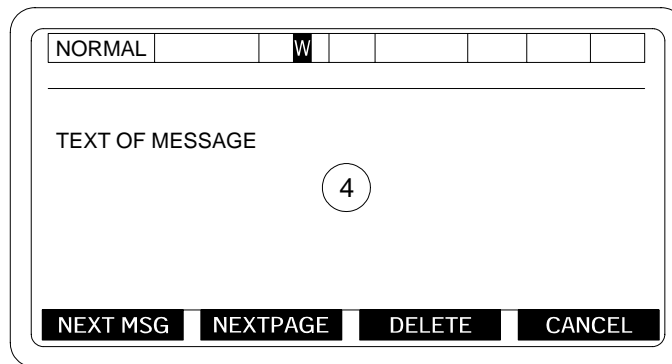 NORMAL W
TEXT OF MESSAGE
4
NEXT MSG NEXTPAGE DELETE CANCEL